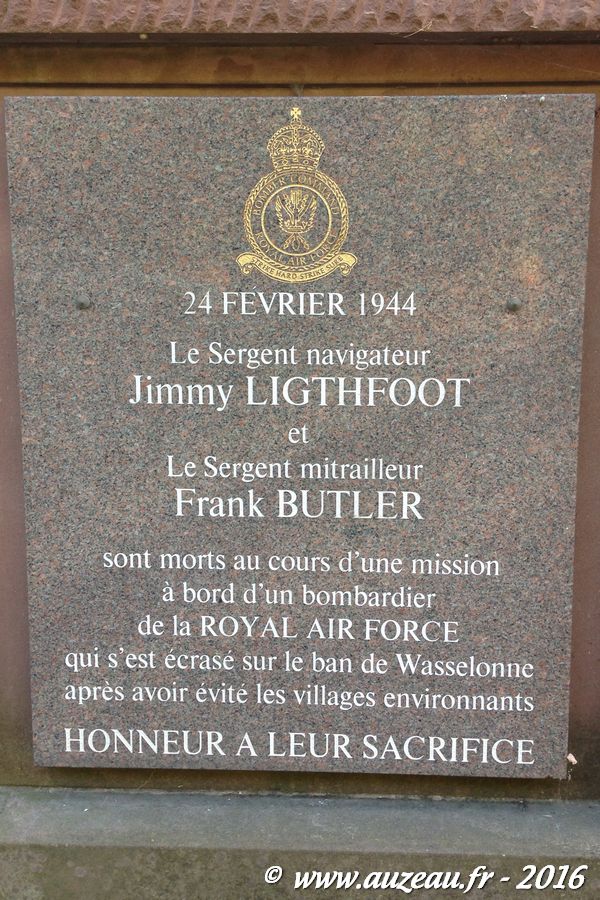 BOMBER COMMAND
ROYAL AIR FORCE
STRIKE HARD STRIKE SURE
24 FÉVRIER 1944
Le Sergent navigateur
Jimmy LIGTHFOOT
et
Le Sergent mitrailleur
Frank BUTLER
sont morts au cours d'une mission
à bord d'un bombardier
de la ROYAL AIR FORCE
qui s'est écrasé sur le ban de Wasselonne
après avoir évité les villages environnants
HONNEUR A LEUR SACRIFICE
© www.auzeau.fr - 2016